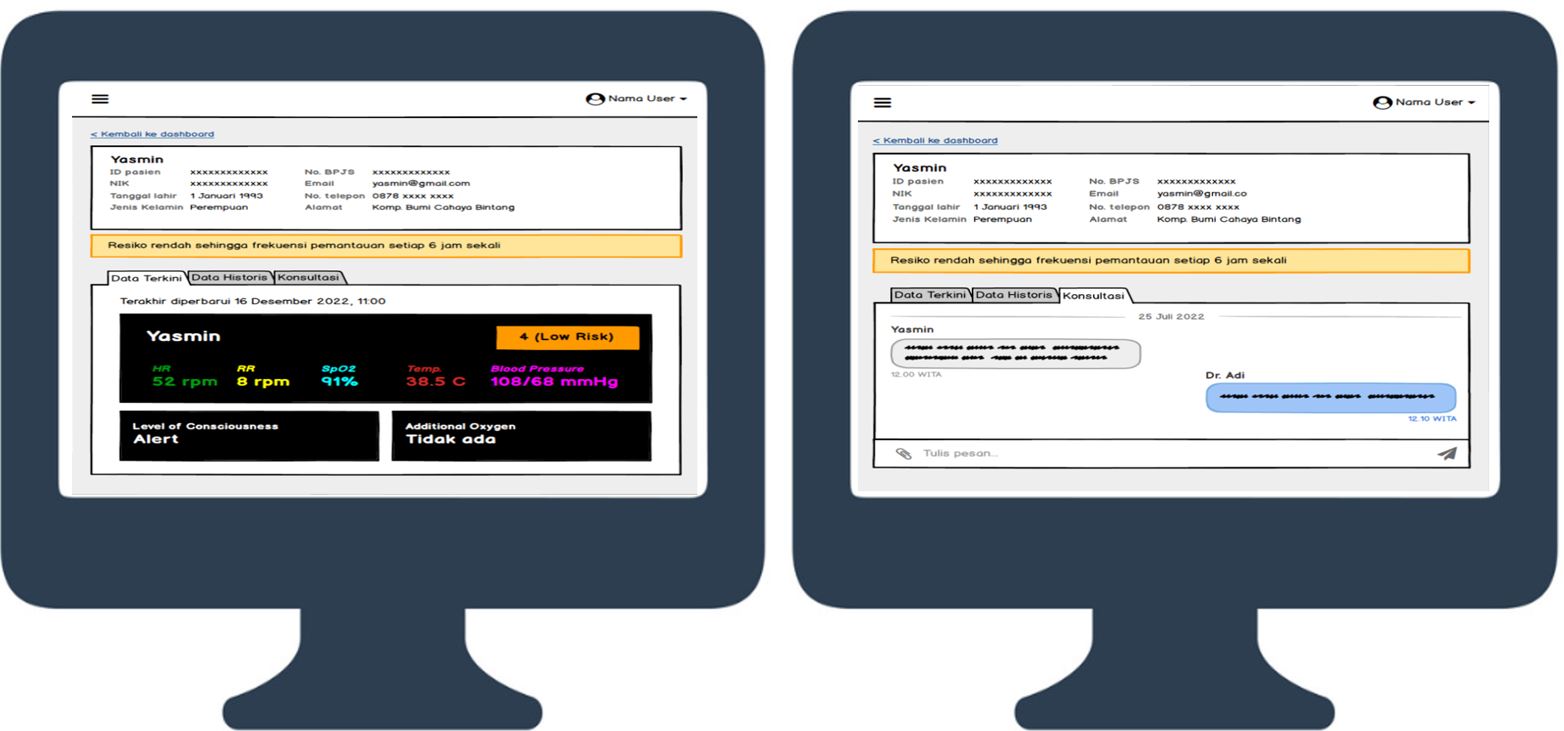 Nama User
< Kembali ke dashboard
Yasmin
ID pasien xxxxxxxxxxxxx No. BPJS xxxxxxxxxxxxx
NIK xxxxxxxxxxxxx Email yasmin@gmail.com
Tanggal lahir 1 Januari 1993 No. telepon 0878 xxxx xxxx
Jenis Kelamin Perempuan Alamat Komp. Bumi Cahaya Bintang
Resiko rendah sehingga frekuensi pemantauan setiap 6 jam sekali
Data Terkini Data Historis Konsultasi
Terakhir diperbarui 16 Desember 2022, 11:00
Yasmin 4 (Low Risk)
HR RR SpO2 Temp. Blood Pressure
52 rpm 8 rpm 91% 38.5 C 108/68 mmHg
Level of Consciousness Additional Oxygen
Alert Tidak ada
Nama User
< Kembali ke dashboard
Yasmin
ID pasien xxxxxxxxxxxxx No. BPJS xxxxxxxxxxxxx
NIK xxxxxxxxxxxxx Email yasmin@gmail.co
Tanggal lahir 1 Januari 1993 No. telepon 0878 xxxx xxxx
Jenis Kelamin Perempuan Alamat Komp. Bumi Cahaya Bintang
Resiko rendah sehingga frekuensi pemantauan setiap 6 jam sekali
Data Terkini Data Historis Konsultasi
25 Juli 2022
Yasmin
12.00 WITA
Dr. Adi
12.10 WITA
Tulis pesan...